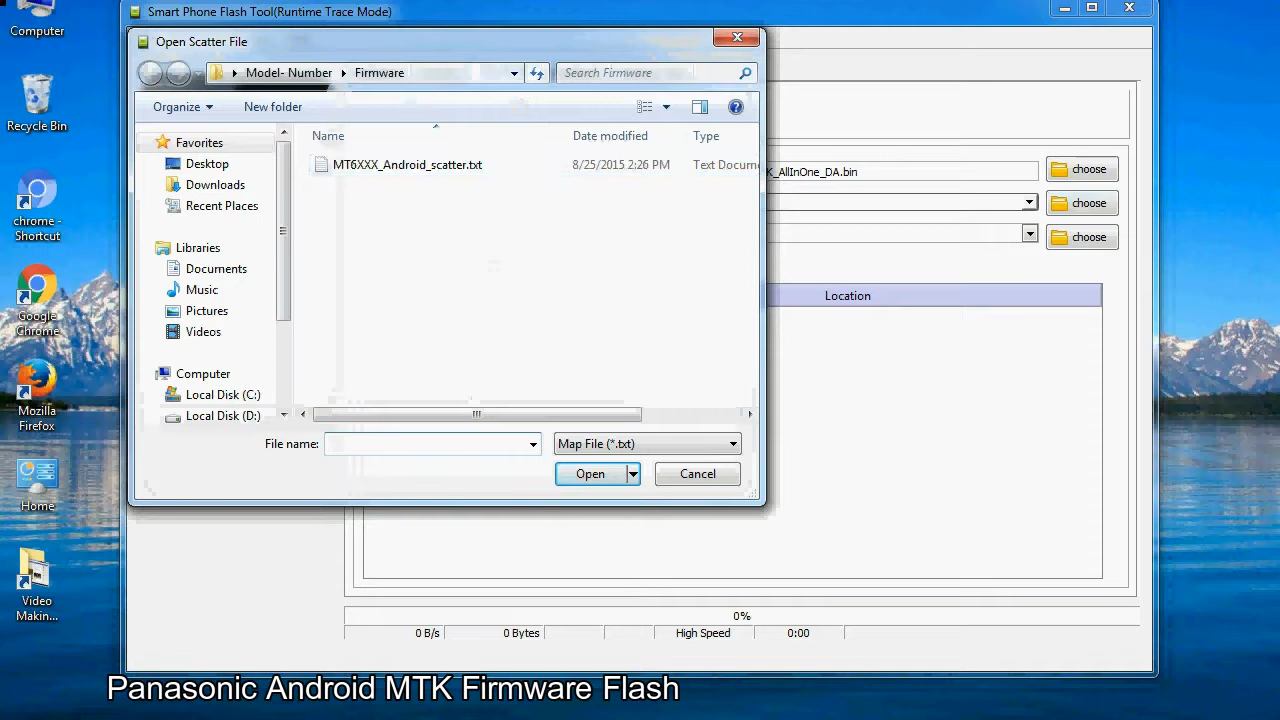 Computer
Recycle Bin
chrome -
Shortcut
Google
Chrome
Mozilla
Firefox
Home
Video
Makin...
Smart Phone Flash Tool(Runtime Trace Mode)
Open Scatter File
Model- Number
Firmware
Search Firmware
Organize
New folder
Name
Date modified
Type
MT6XXX_Android_scatter.txt
8/25/2015 2:26 PM
Text Docum
Favorites
Desktop
Downloads
Recent Places
Libraries
Documents
Music
Pictures
Videos
Computer
Local Disk (C:)
Local Disk (D:)
File name:
Map File (*.txt)
Open
Cancel
K_AllInOne_DA.bin
choose
choose
choose
Location
0%
0 B/s
0 Bytes
High Speed
0:00
Panasonic Android MTK Firmware Flash